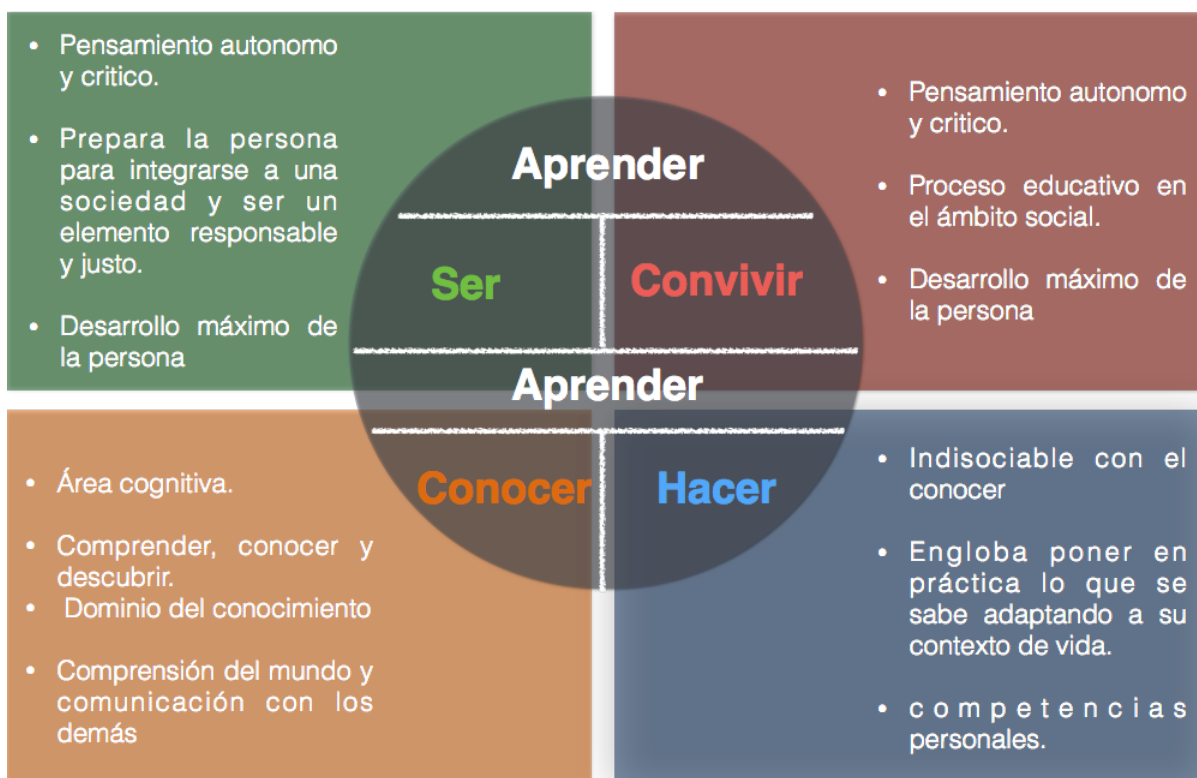 • Pensamiento autonomo
y critico.
• Prepara la persona
para integrarse a una
sociedad y ser un
elemento responsable
y justo.
• Desarrollo máximo de
la persona
• Pensamiento autonomo
y critico.
• Proceso educativo en
el ámbito social.
• Desarrollo máximo de
la persona
Aprender
Ser
Convivir
Aprender
Conocer
Hacer
• Área cognitiva.
• Comprender, conocer y
descubrir.
• Dominio del conocimiento
• Comprensión del mundo y
comunicación con los
demás
• Indisociable con el
conocer
• Engloba poner en
práctica lo que se
sabe adaptando a su
contexto de vida.
• competencias
personales.